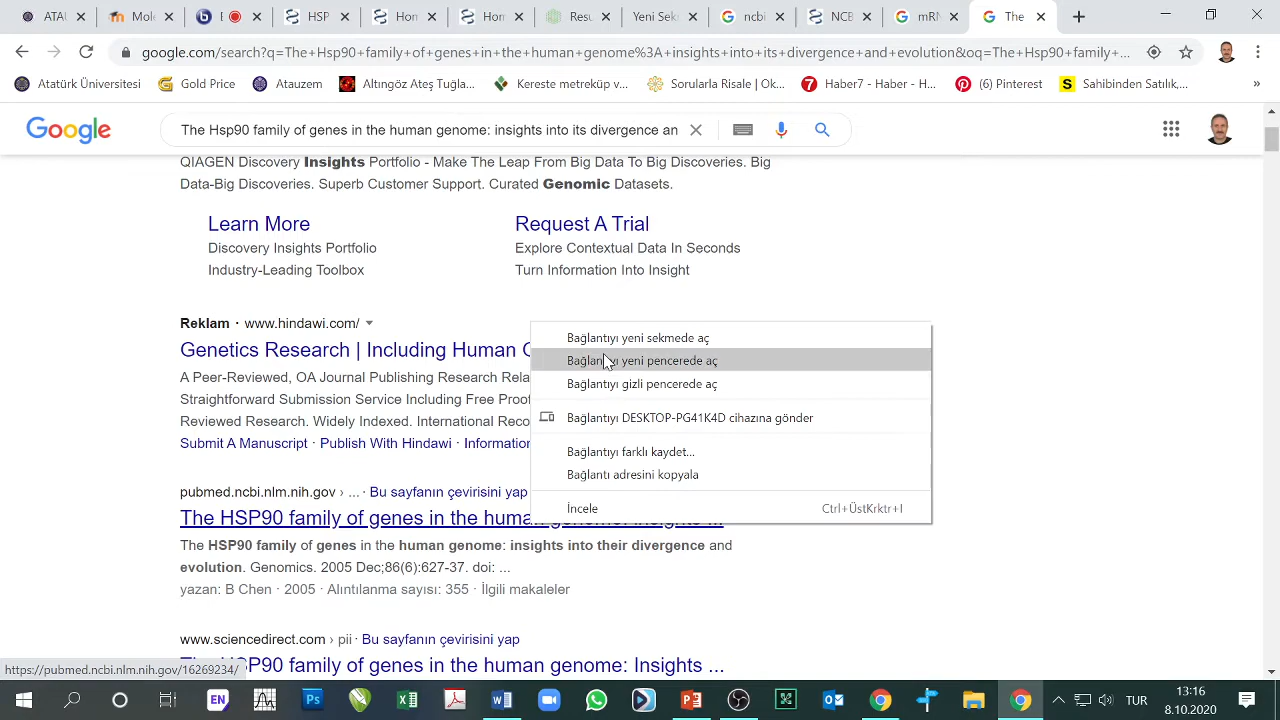 ATAU
Mole
B
HSP
Hom
Hom
Resu
Yeni Sek
ncbi
NCB
mRN
The
google.com/search?q=The+Hsp90+family+of+genes+in+the+human+genome%3A+insights+into+its+divergence+and+evolution&oq=The+Hsp90+family+...
Atatürk Üniversitesi
Gold Price
Atauzem
Altıngöz Ateş Tuğla...
Kereste metreküp v...
Sorularla Risale | Ok...
Haber7 - Haber - H...
(6) Pinterest
Sahibinden Satılık,...
»
Google
The Hsp90 family of genes in the human genome: insights into its divergence an
QIAGEN Discovery Insights Portfolio - Make The Leap From Big Data To Big Discoveries. Big
Data-Big Discoveries. Superb Customer Support. Curated Genomic Datasets.
Learn More
Request A Trial
Discovery Insights Portfolio
Explore Contextual Data In Seconds
Industry-Leading Toolbox
Turn Information Into Insight
Reklam · www.hindawi.com/
Genetics Research | Including Human
A Peer-Reviewed, OA Journal Publishing Research Rela
Straightforward Submission Service Including Free Proof
Reviewed Research. Widely Indexed. International Reco
Submit A Manuscript · Publish With Hindawi · Information
Bağlantıyı yeni sekmede aç
Bağlantıyı yeni pencerede aç
Bağlantıyı gizli pencerede aç
Bağlantıyı DESKTOP-PG41K4D cihazına gönder
Bağlantıyı farklı kaydet...
Bağlantı adresini kopyala
İncele Ctrl+ÜstKrktr+I
pubmed.ncbi.nlm.nih.gov › ... · Bu sayfanın çevirisini yap
The HSP90 family of genes in the human genome: insights ...
The HSP90 family of genes in the human genome: insights into their divergence and
evolution. Genomics. 2005 Dec;86(6):627-37. doi: ...
yazan: B Chen · 2005 · Alıntılanma sayısı: 355 · İlgili makaleler
www.sciencedirect.com › pii · Bu sayfanın çevirisini yap
HSP90 family of genes in the human genome: Insights ...
https://pubmed.ncbi.nlm.nih.gov/16269234/
EN
Ps
TUR
13:16
8.10.2020